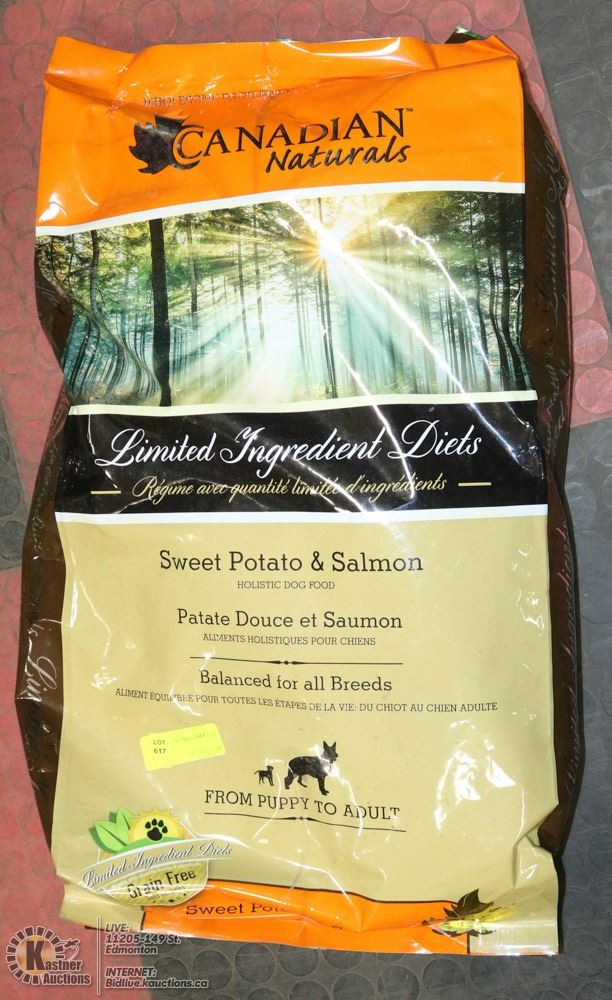 CANADIAN™
Naturals
Limited Ingredient Diets
Régime avec quantité limitée d'ingrédients
Sweet Potato & Salmon
HOLISTIC DOG FOOD
Patate Douce et Saumon
ALIMENTS HOLISTIQUES POUR CHIENS
Balanced for all Breeds
ALIMENT ÉQUILIBRÉ POUR TOUTES LES ÉTAPES DE LA VIE: DU CHIOT AU CHIEN ADULTE
LOT
617
FROM PUPPY TO ADULT
Limited Ingredient Diets
Grain Free
Sweet
Kastner
Auctions
LIVE:
11205-149 St.
Edmonton
INTERNET:
Bidlive.kauctions.ca